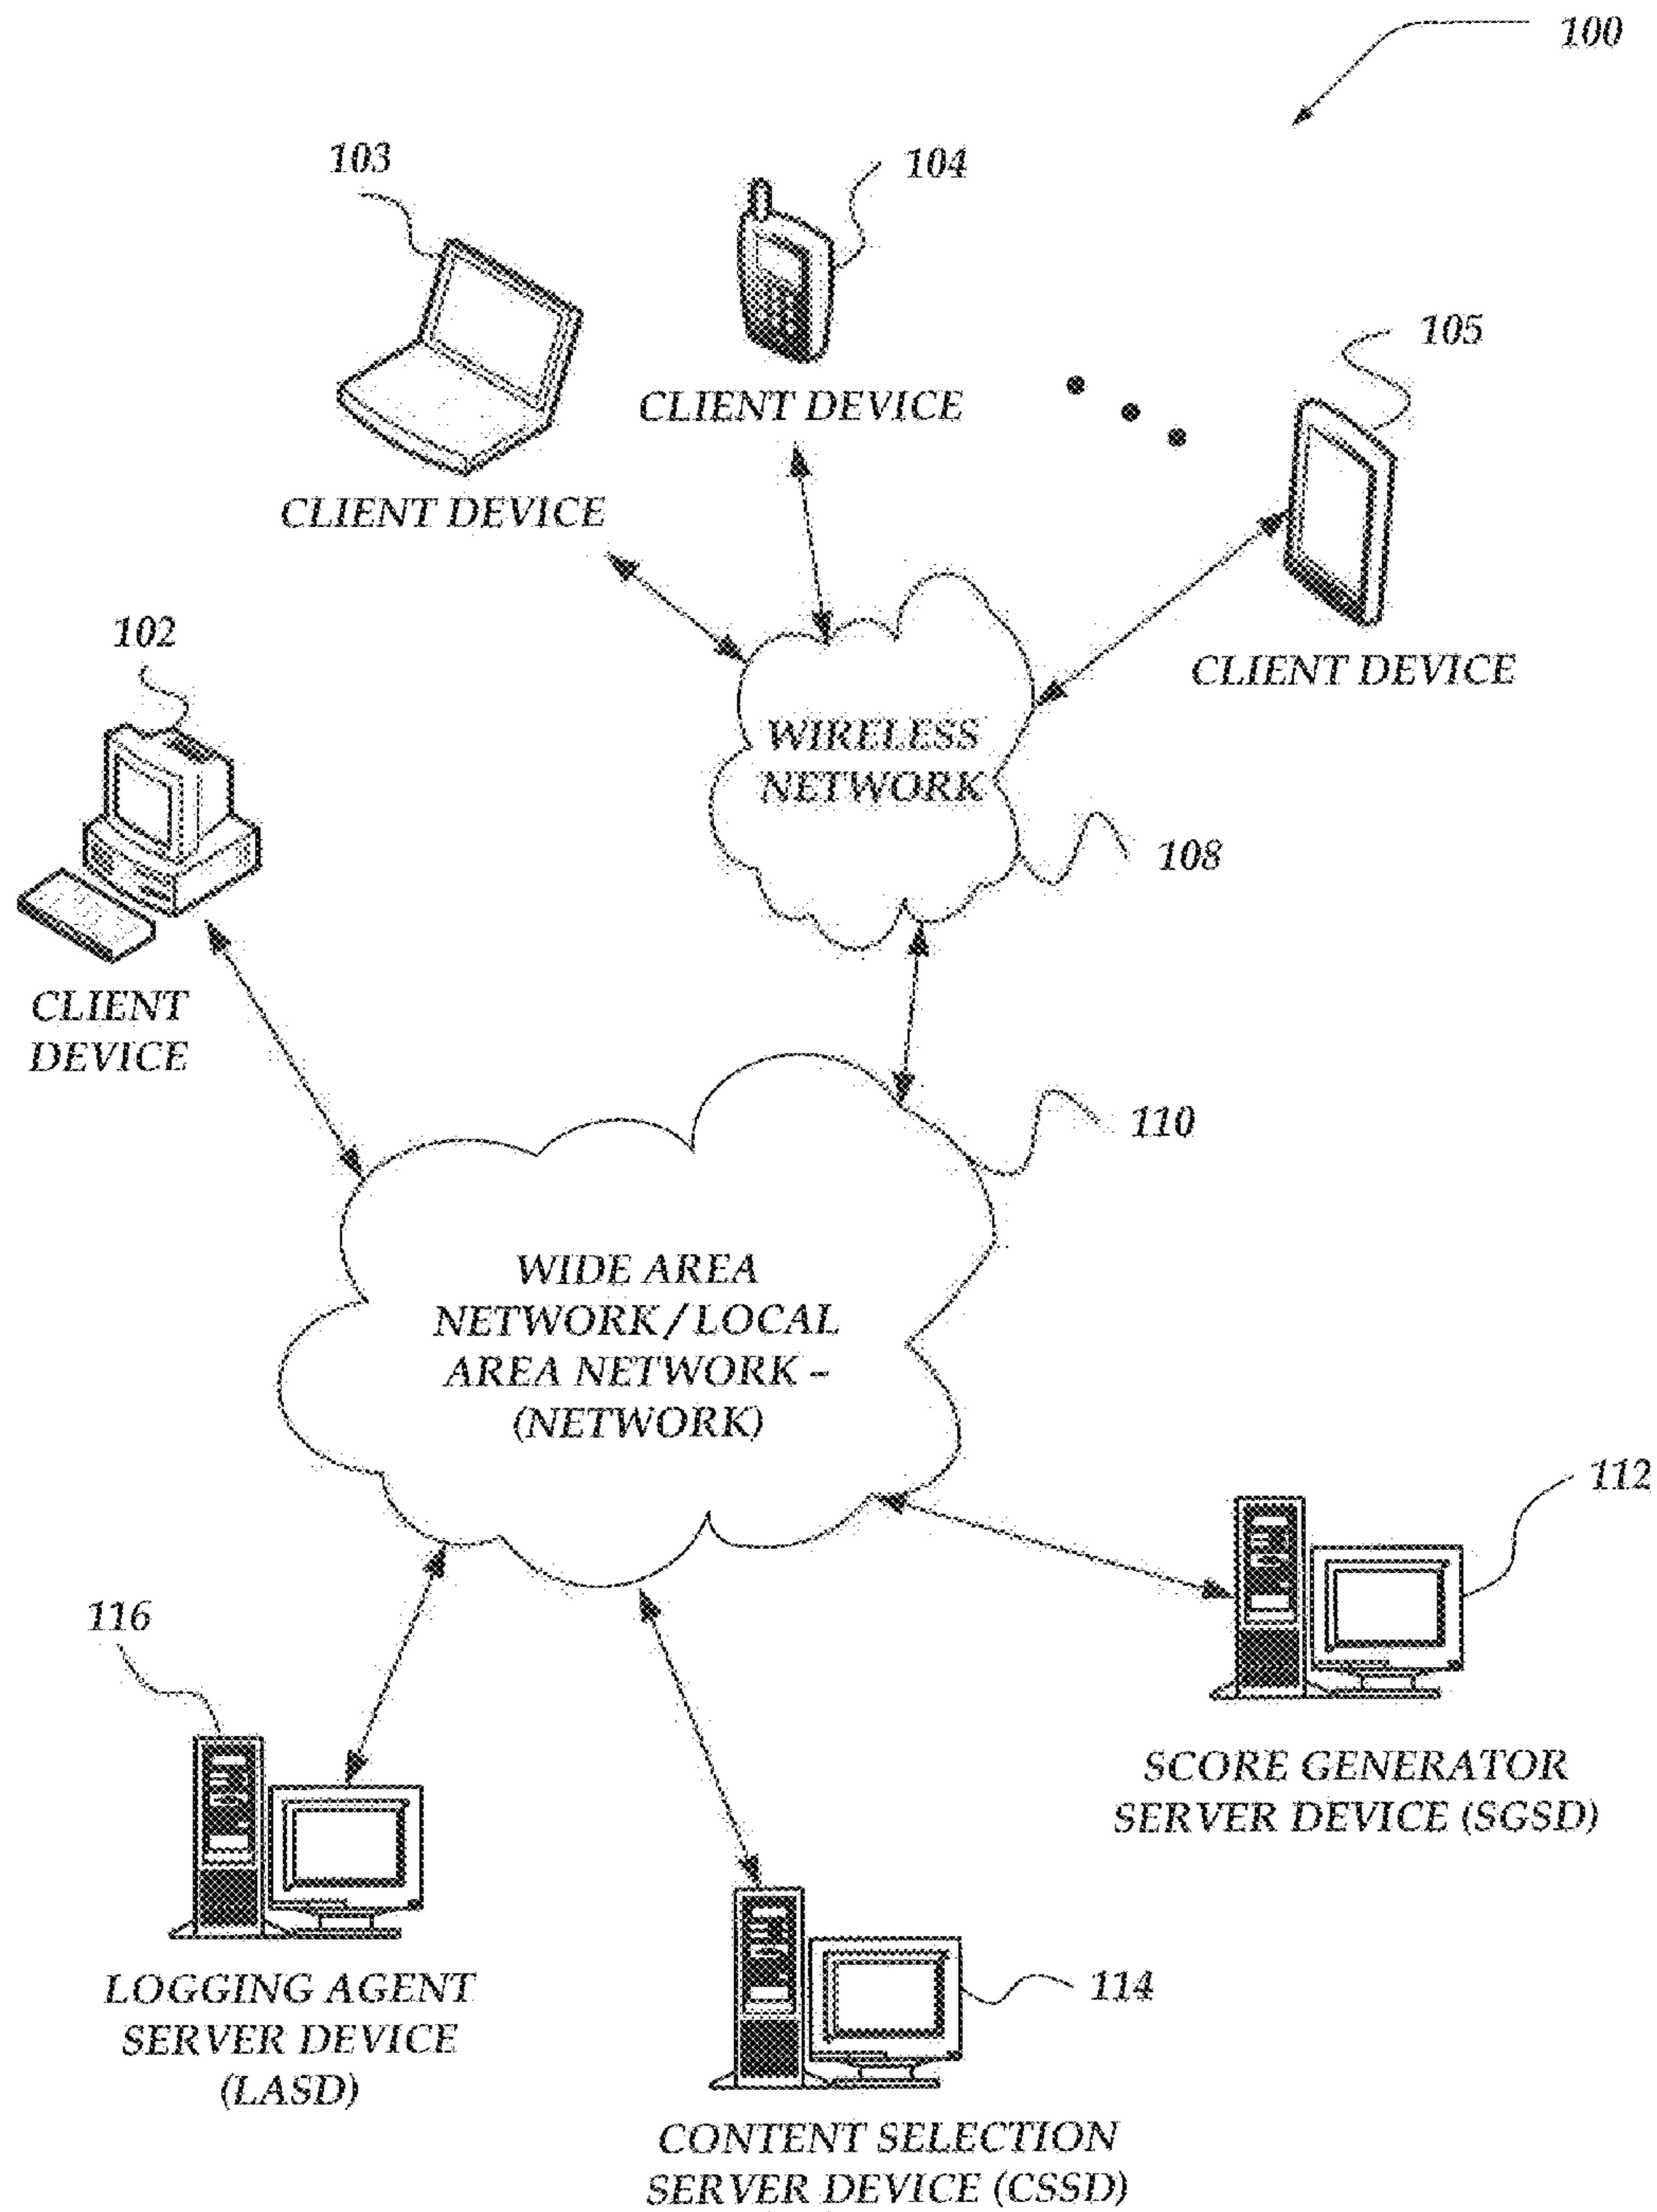 100
103
104
CLIENT DEVICE
105
CLIENT DEVICE
102
CLIENT DEVICE
WIRELESS
NETWORK
108
CLIENT
DEVICE
110
WIDE AREA
NETWORK/LOCAL
AREA NETWORK –
(NETWORK)
112
116
SCORE GENERATOR
SERVER DEVICE (SGSD)
LOGGING AGENT
SERVER DEVICE
(LASD)
114
CONTENT SELECTION
SERVER DEVICE (CSSD)